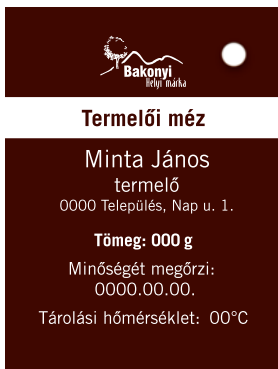 Bakonyi
Helyi márka
Termelői méz
Minta János
termelő
0000 Település, Nap u. 1.
Tömeg: 000 g
Minőségét megőrzi:
0000.00.00.
Tárolási hőmérséklet: 00°C